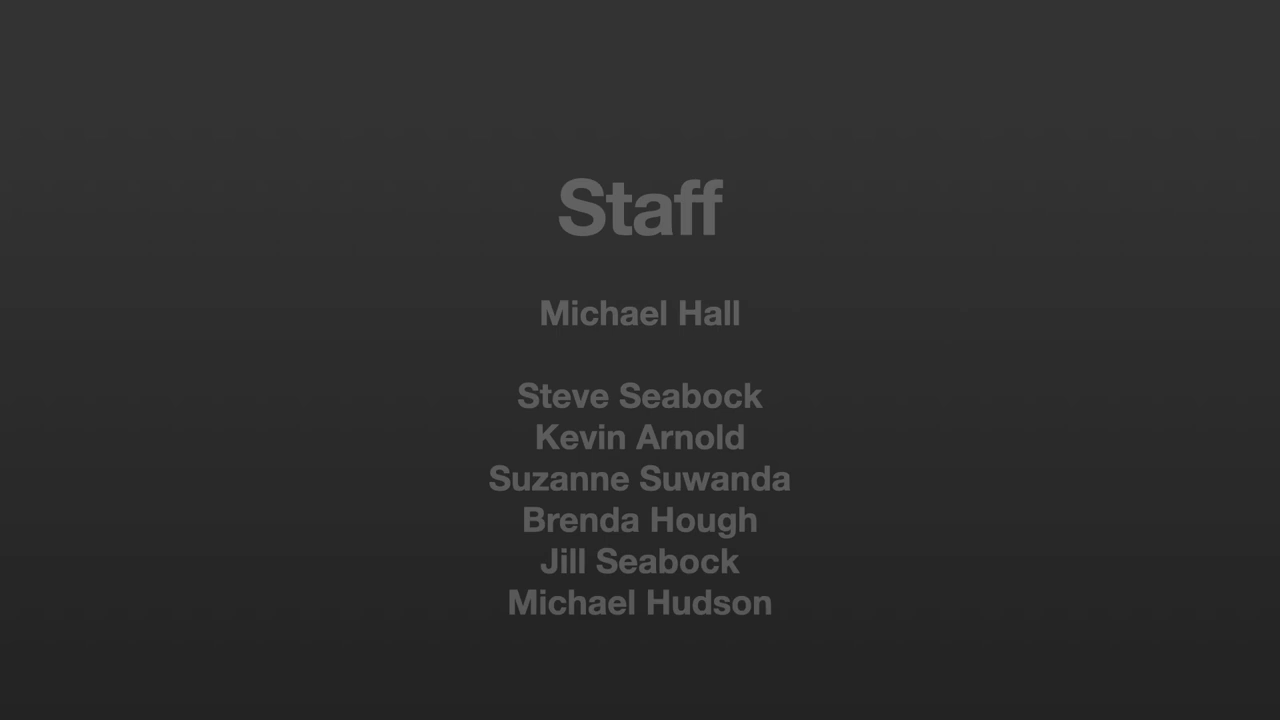 Staff
Michael Hall
Steve Seabock
Kevin Arnold
Suzanne Suwanda
Brenda Hough
Jill Seabock
Michael Hudson